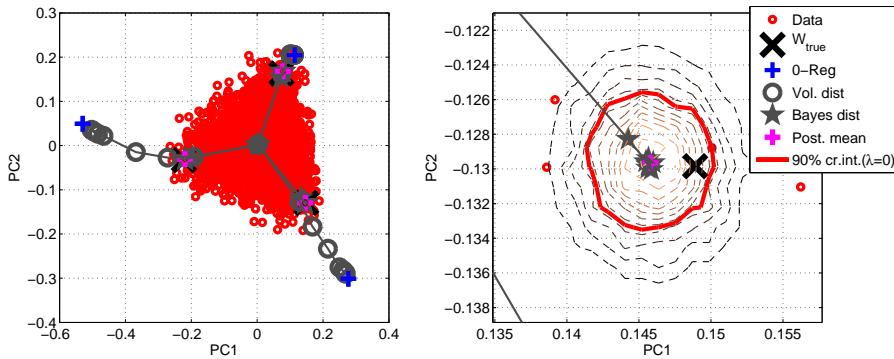 0.3
0.2
0.1
0
−0.1
−0.2
−0.3
−0.4
PC2
−0.6
−0.4
−0.2
0
0.2
0.4
PC1
−0.122
−0.124
−0.126
−0.128
−0.13
−0.132
−0.134
−0.136
−0.138
PC2
0.135
0.14
0.145
0.15
0.155
PC1
Data
W_true
0−Reg
Vol. dist
Bayes dist
Post. mean
90% cr.int.(λ=0)